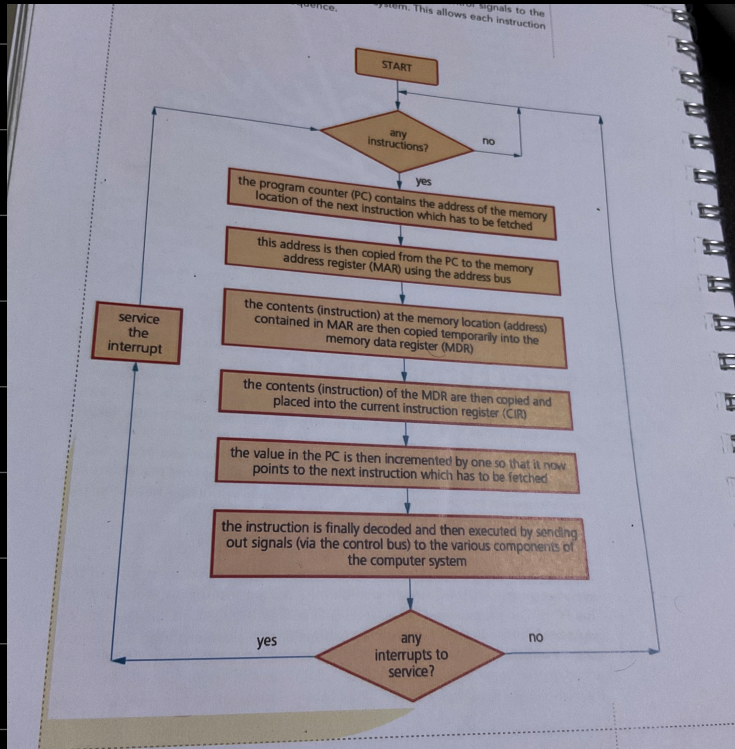 signals to the
system. This allows each instruction
START
any
instructions?
no
yes
the program counter (PC) contains the address of the memory
location of the next instruction which has to be fetched
this address is then copied from the PC to the memory
address register (MAR) using the address bus
the contents (instruction) at the memory location (address)
contained in MAR are then copied temporarily into the
memory data register (MDR)
service
the
interrupt
the contents (instruction) of the MDR are then copied and
placed into the current instruction register (CIR)
the value in the PC is then incremented by one so that it now
points to the next instruction which has to be fetched
the instruction is finally decoded and then executed by sending
out signals (via the control bus) to the various components of
the computer system
yes
any
interrupts to
service?
no